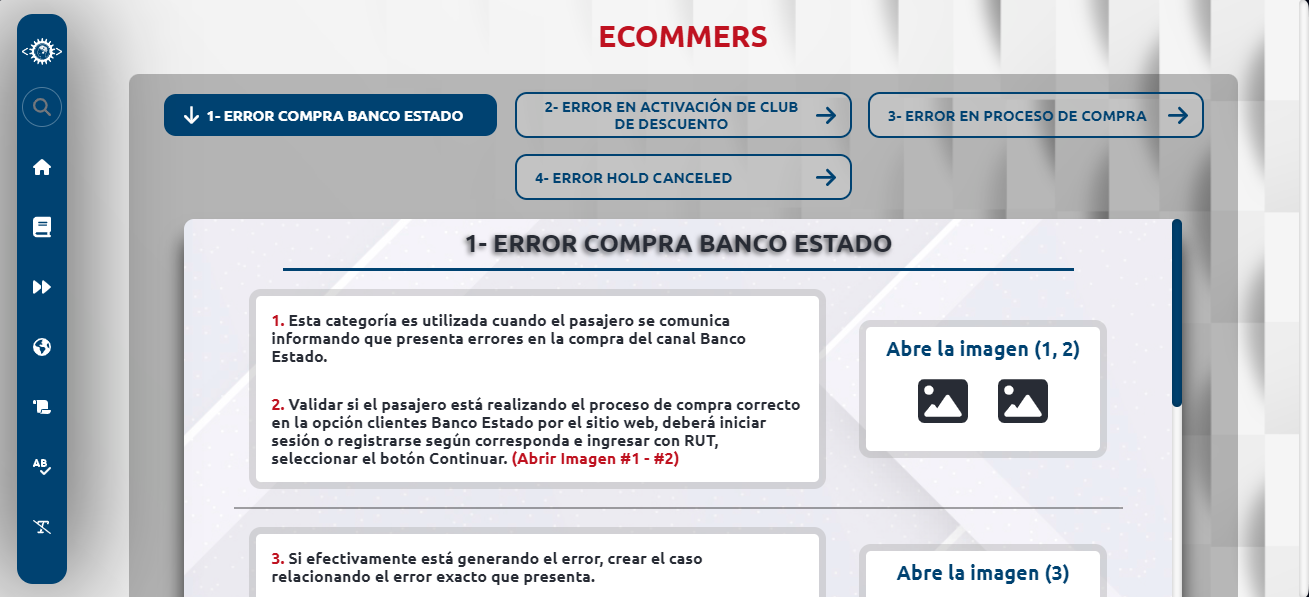 ECOMMERS
1- ERROR COMPRA BANCO ESTADO
2- ERROR EN ACTIVACIÓN DE CLUB
DE DESCUENTO
3- ERROR EN PROCESO DE COMPRA
4- ERROR HOLD CANCELED
1- ERROR COMPRA BANCO ESTADO
1. Esta categoría es utilizada cuando el pasajero se comunica
informando que presenta errores en la compra del canal Banco
Estado.
2. Validar si el pasajero está realizando el proceso de compra correcto
en la opción clientes Banco Estado por el sitio web, deberá iniciar
sesión o registrarse según corresponda e ingresar con RUT,
seleccionar el botón Continuar. (Abrir Imagen #1 - #2)
Abre la imagen (1, 2)
3. Si efectivamente está generando el error, crear el caso
relacionando el error exacto que presenta.
Abre la imagen (3)
AB